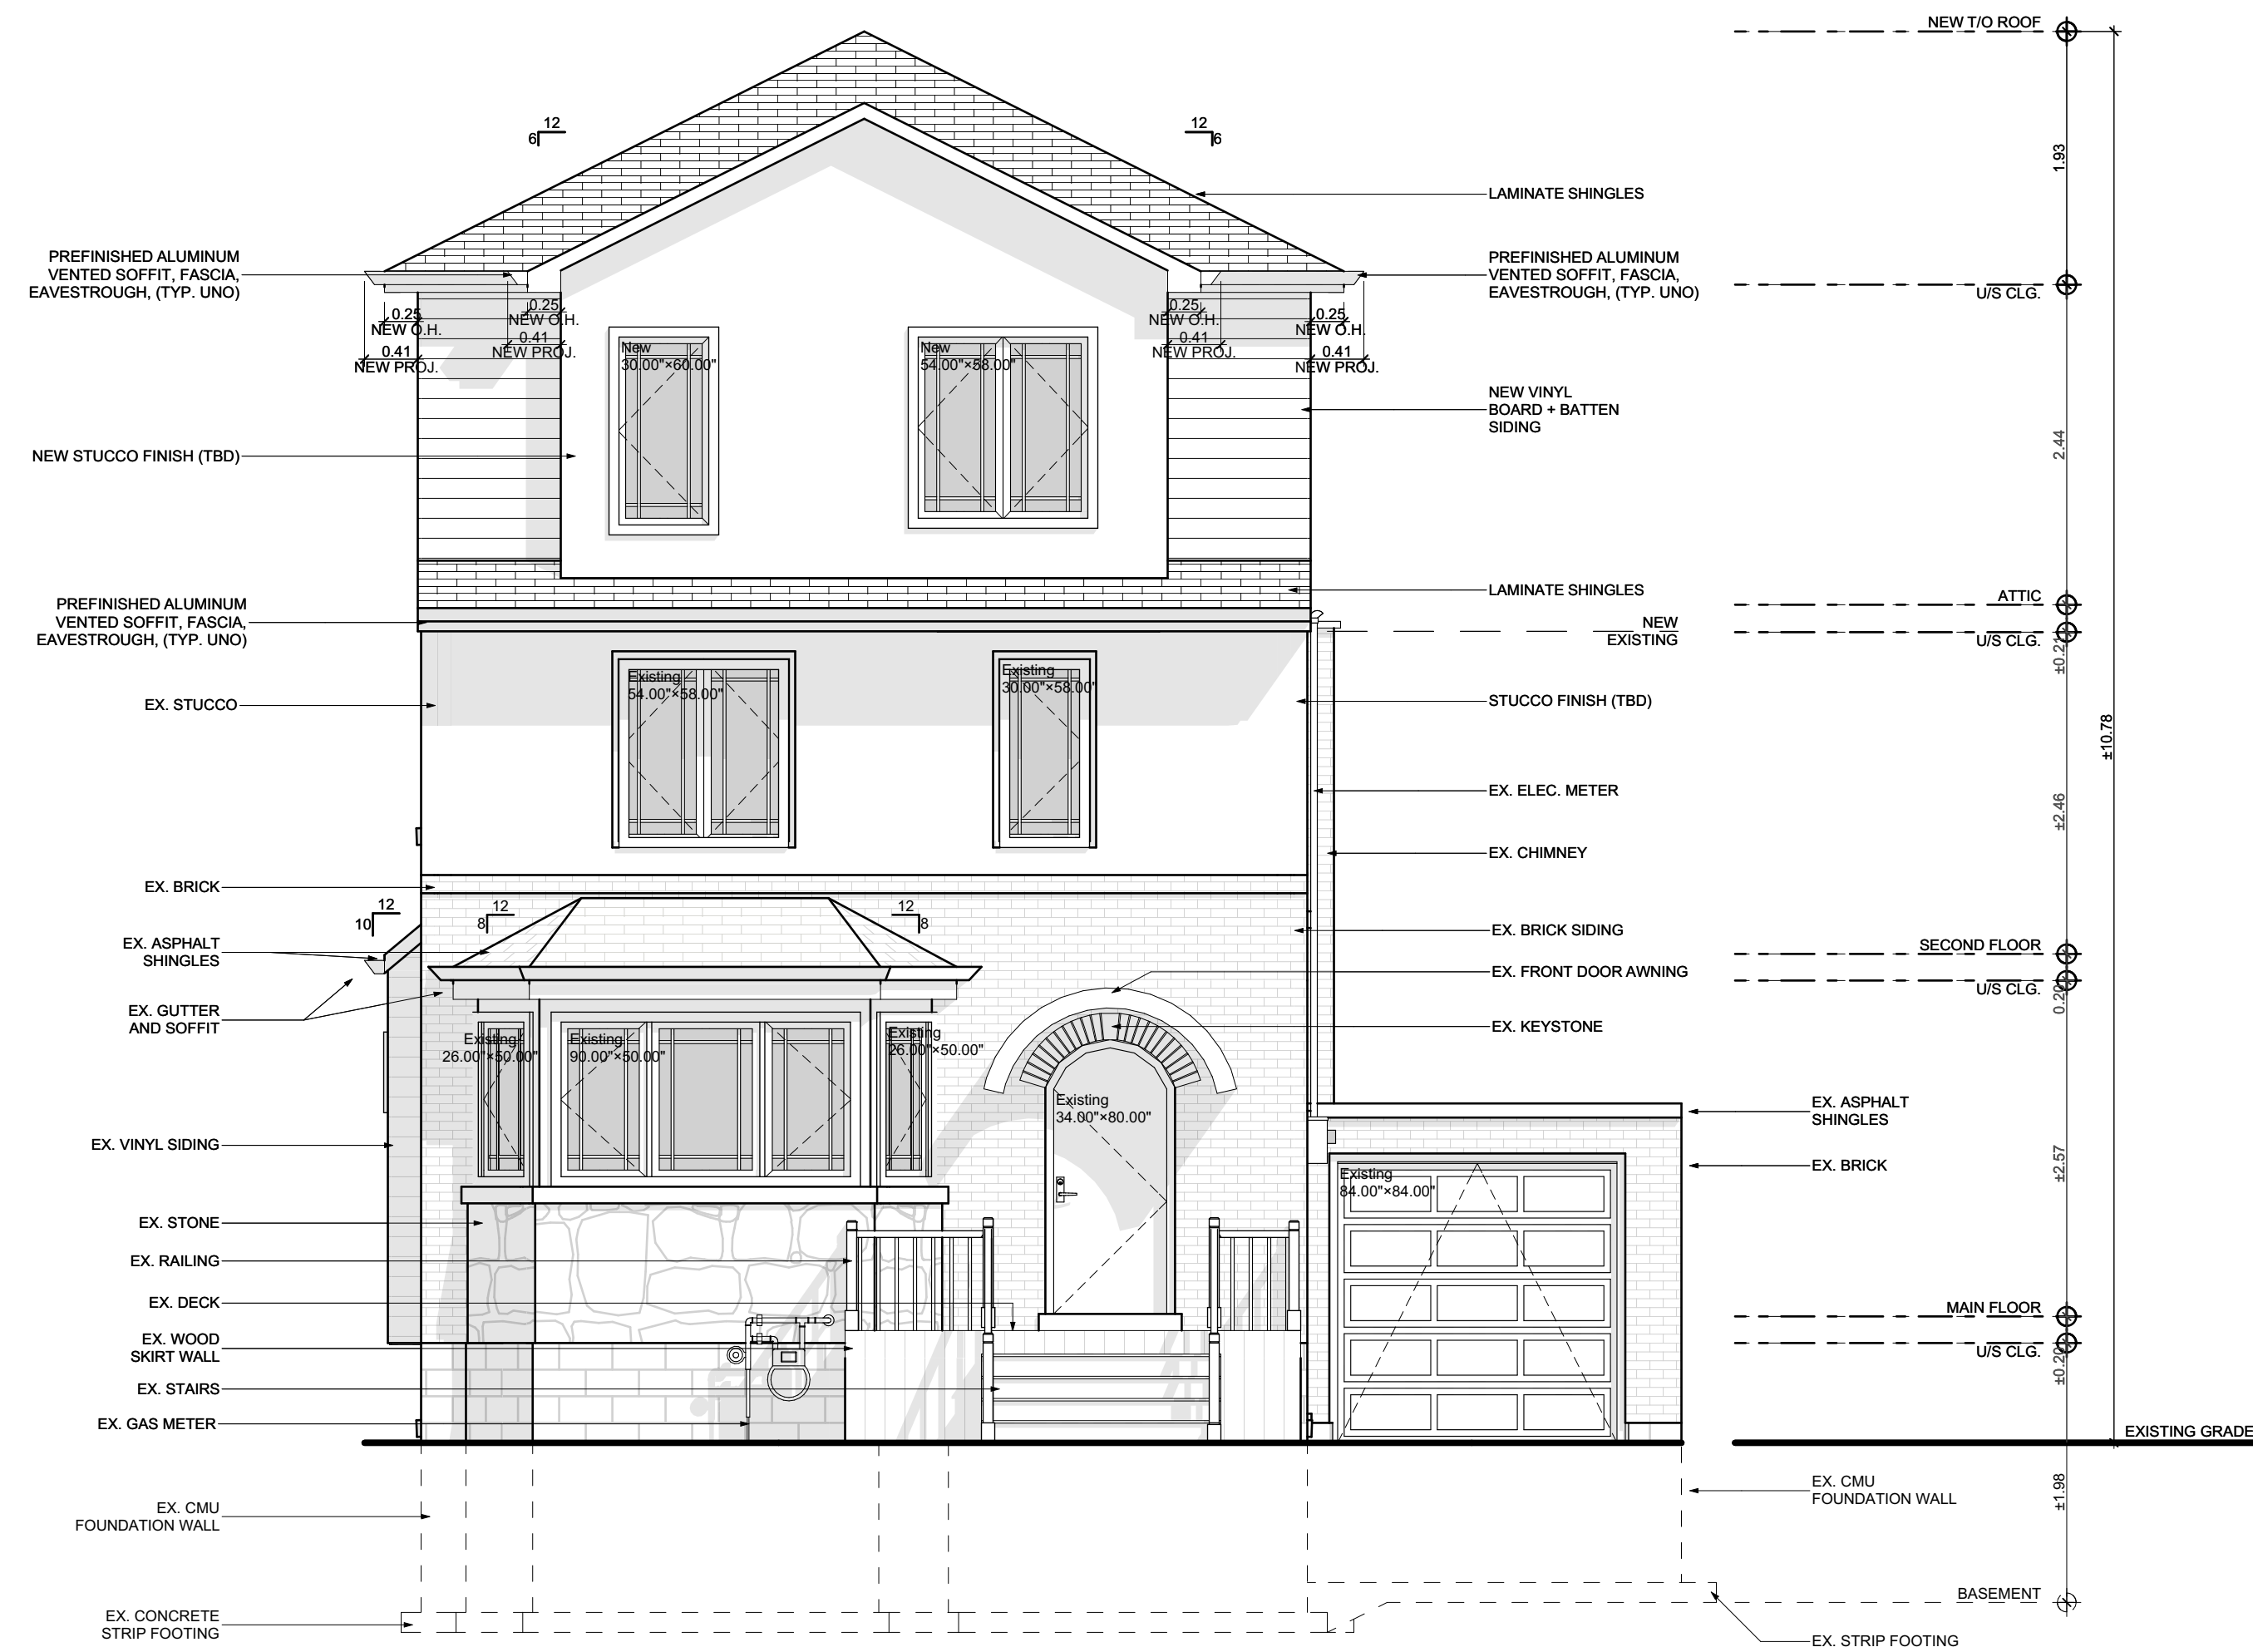 NEW T/O ROOF
12
6
12
6
1.93
LAMINATE SHINGLES
PREFINISHED ALUMINUM
VENTED SOFFIT, FASCIA,
EAVESTROUGH, (TYP. UNO)
PREFINISHED ALUMINUM
VENTED SOFFIT, FASCIA,
EAVESTROUGH, (TYP. UNO)
U/S CLG.
0.25
NEW O.H.
0.41
NEW PROJ.
0.25
NEW O.H.
0.41
NEW PROJ.
0.25
NEW O.H.
0.41
NEW PROJ.
0.25
NEW O.H.
0.41
NEW PROJ.
New
30.00"×60.00"
New
54.00"×58.00"
NEW VINYL
BOARD + BATTEN
SIDING
2.44
NEW STUCCO FINISH (TBD)
LAMINATE SHINGLES
ATTIC
PREFINISHED ALUMINUM
VENTED SOFFIT, FASCIA,
EAVESTROUGH, (TYP. UNO)
NEW
EXISTING
U/S CLG.
±0.21
Existing
54.00"×58.00"
Existing
30.00"×58.00"
EX. STUCCO
STUCCO FINISH (TBD)
±10.78
EX. ELEC. METER
±2.46
EX. CHIMNEY
EX. BRICK
12
10
12
8
12
8
EX. BRICK SIDING
EX. ASPHALT
SHINGLES
SECOND FLOOR
EX. FRONT DOOR AWNING
U/S CLG.
0.20
EX. GUTTER
AND SOFFIT
EX. KEYSTONE
Existing
26.00"×50.00"
Existing
90.00"×50.00"
Existing
26.00"×50.00"
Existing
34.00"×80.00"
EX. ASPHALT
SHINGLES
EX. VINYL SIDING
EX. BRICK
Existing
84.00"×84.00"
±2.57
EX. STONE
EX. RAILING
EX. DECK
MAIN FLOOR
EX. WOOD
SKIRT WALL
U/S CLG.
±0.20
EX. STAIRS
EX. GAS METER
EXISTING GRADE
EX. CMU
FOUNDATION WALL
EX. CMU
FOUNDATION WALL
±1.98
BASEMENT
EX. CONCRETE
STRIP FOOTING
EX. STRIP FOOTING